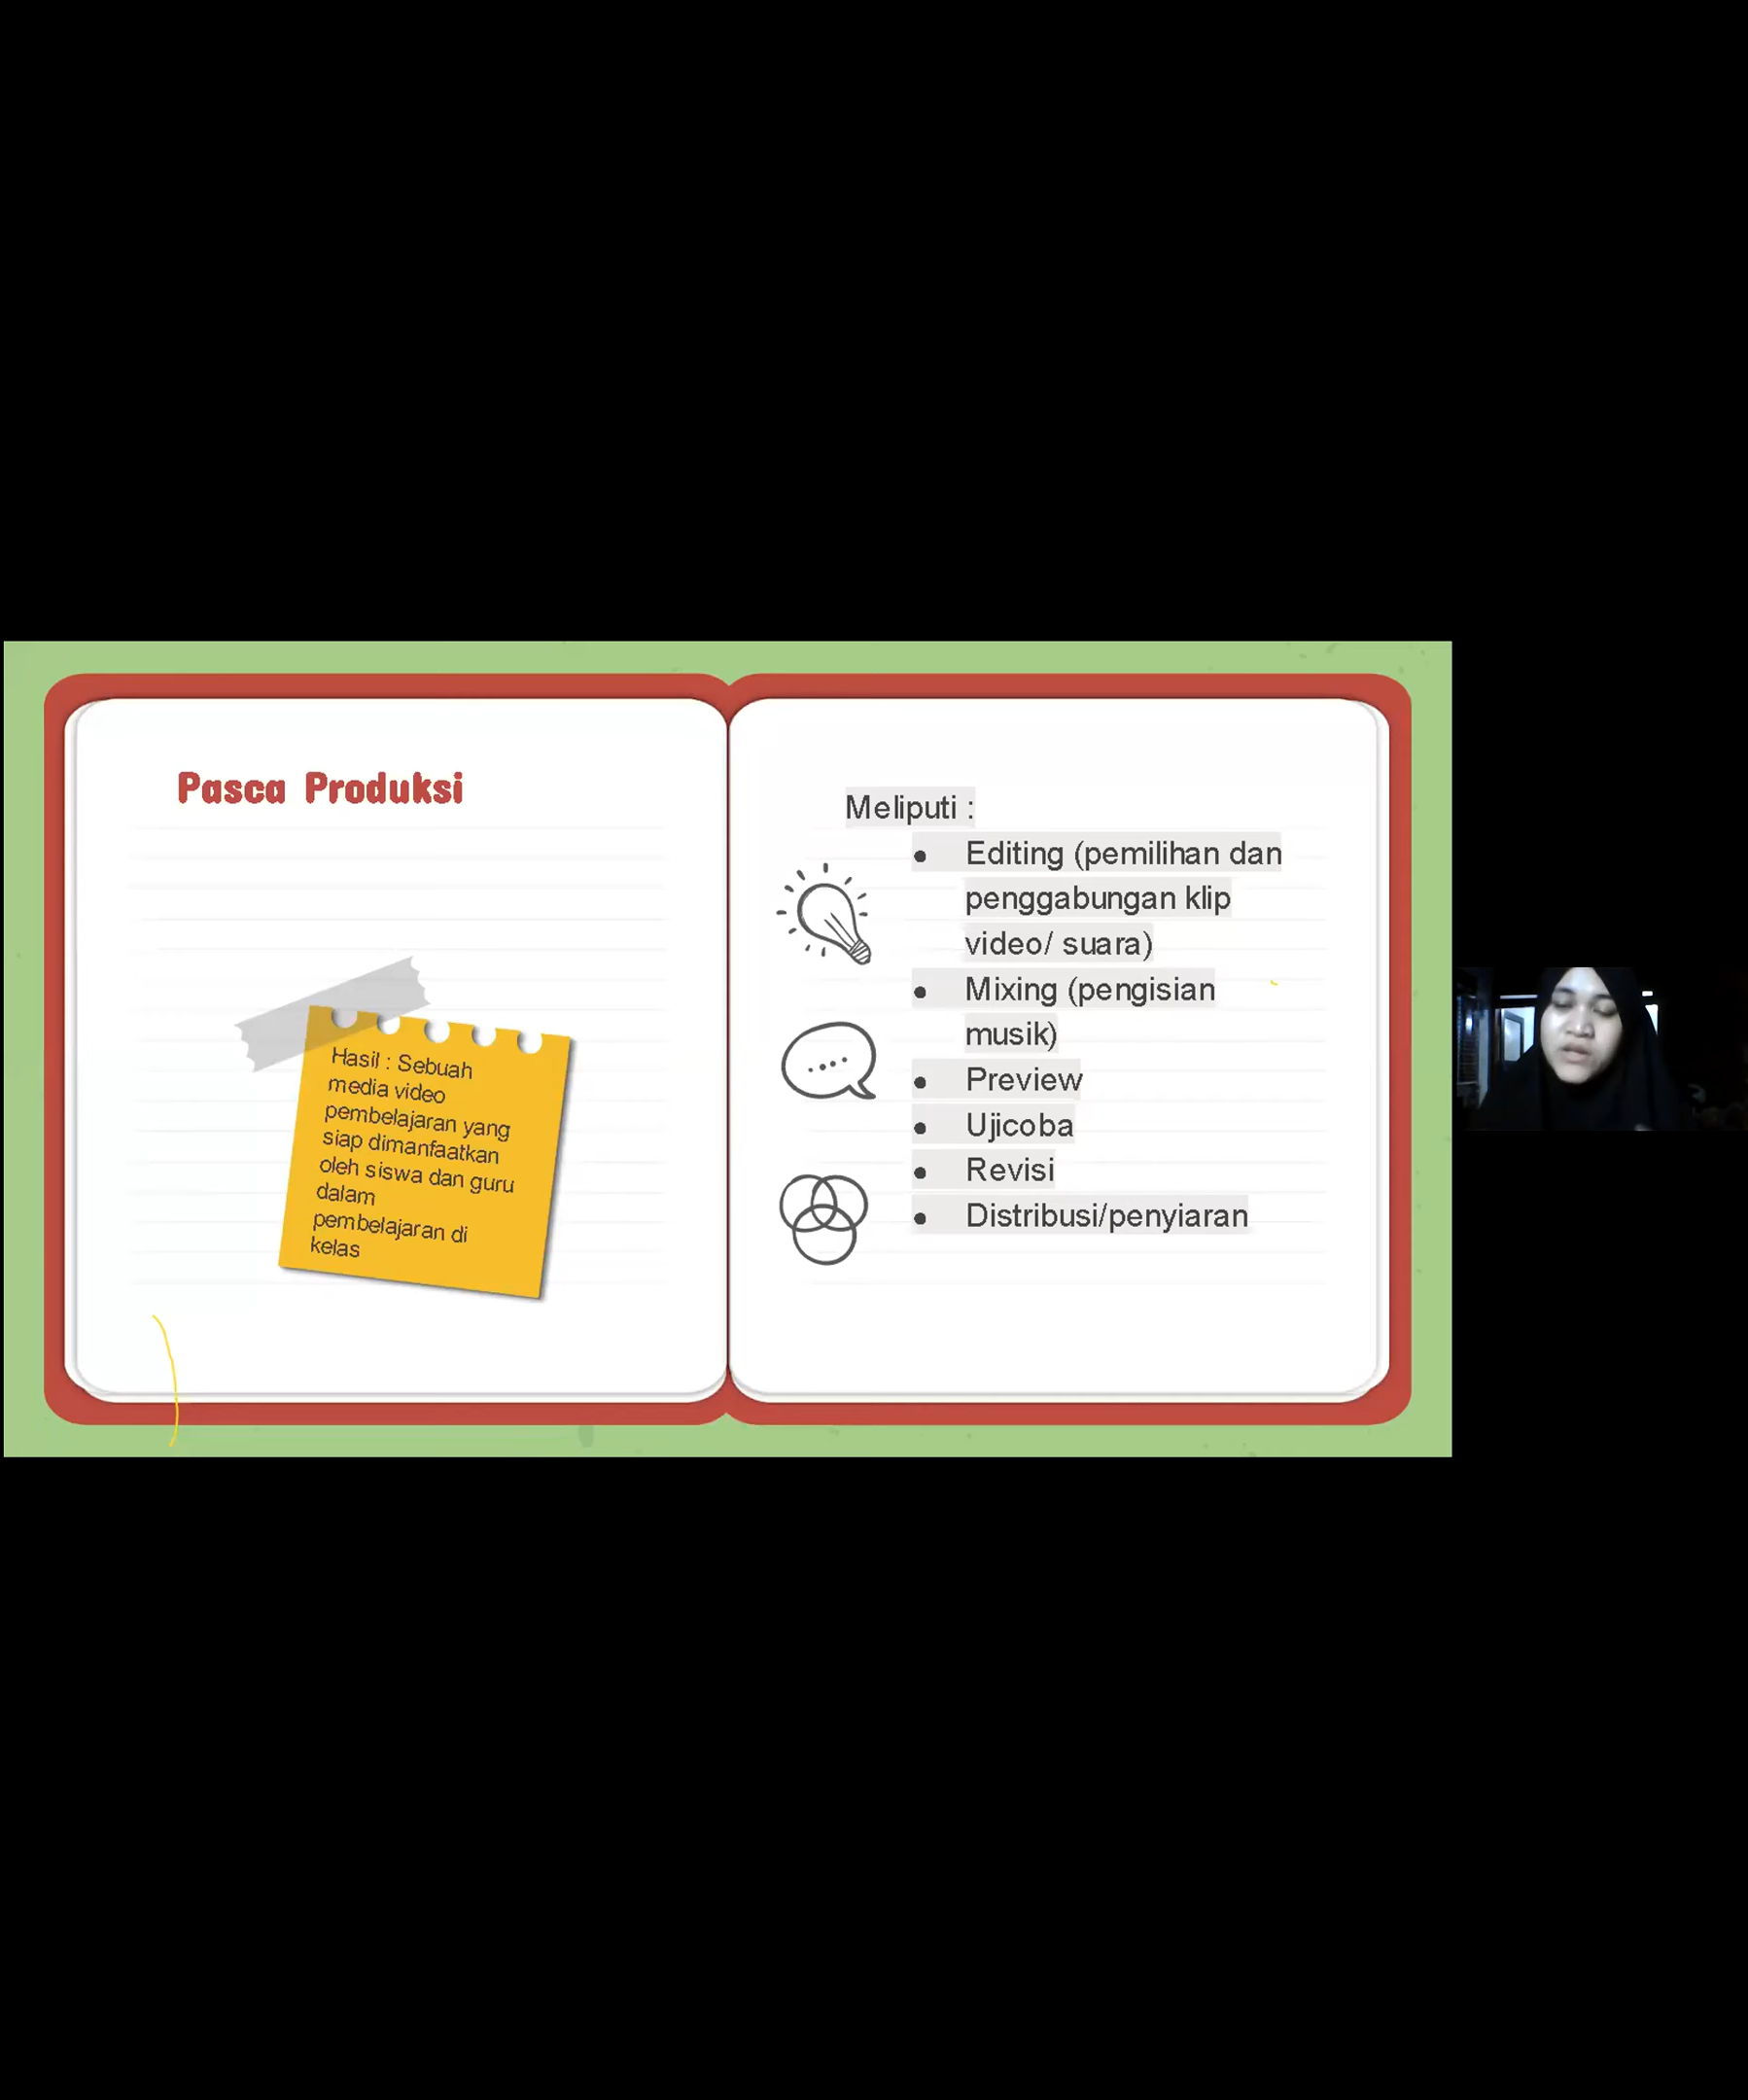 Pasca Produksi
Hasil : Sebuah
media video
pembelajaran yang
siap dimanfaatkan
oleh siswa dan guru
dalam
pembelajaran di
kelas
Meliputi :
• Editing (pemilihan dan
penggabungan klip
video/ suara)
• Mixing (pengisian
musik)
• Preview
• Ujicoba
• Revisi
• Distribusi/penyiaran